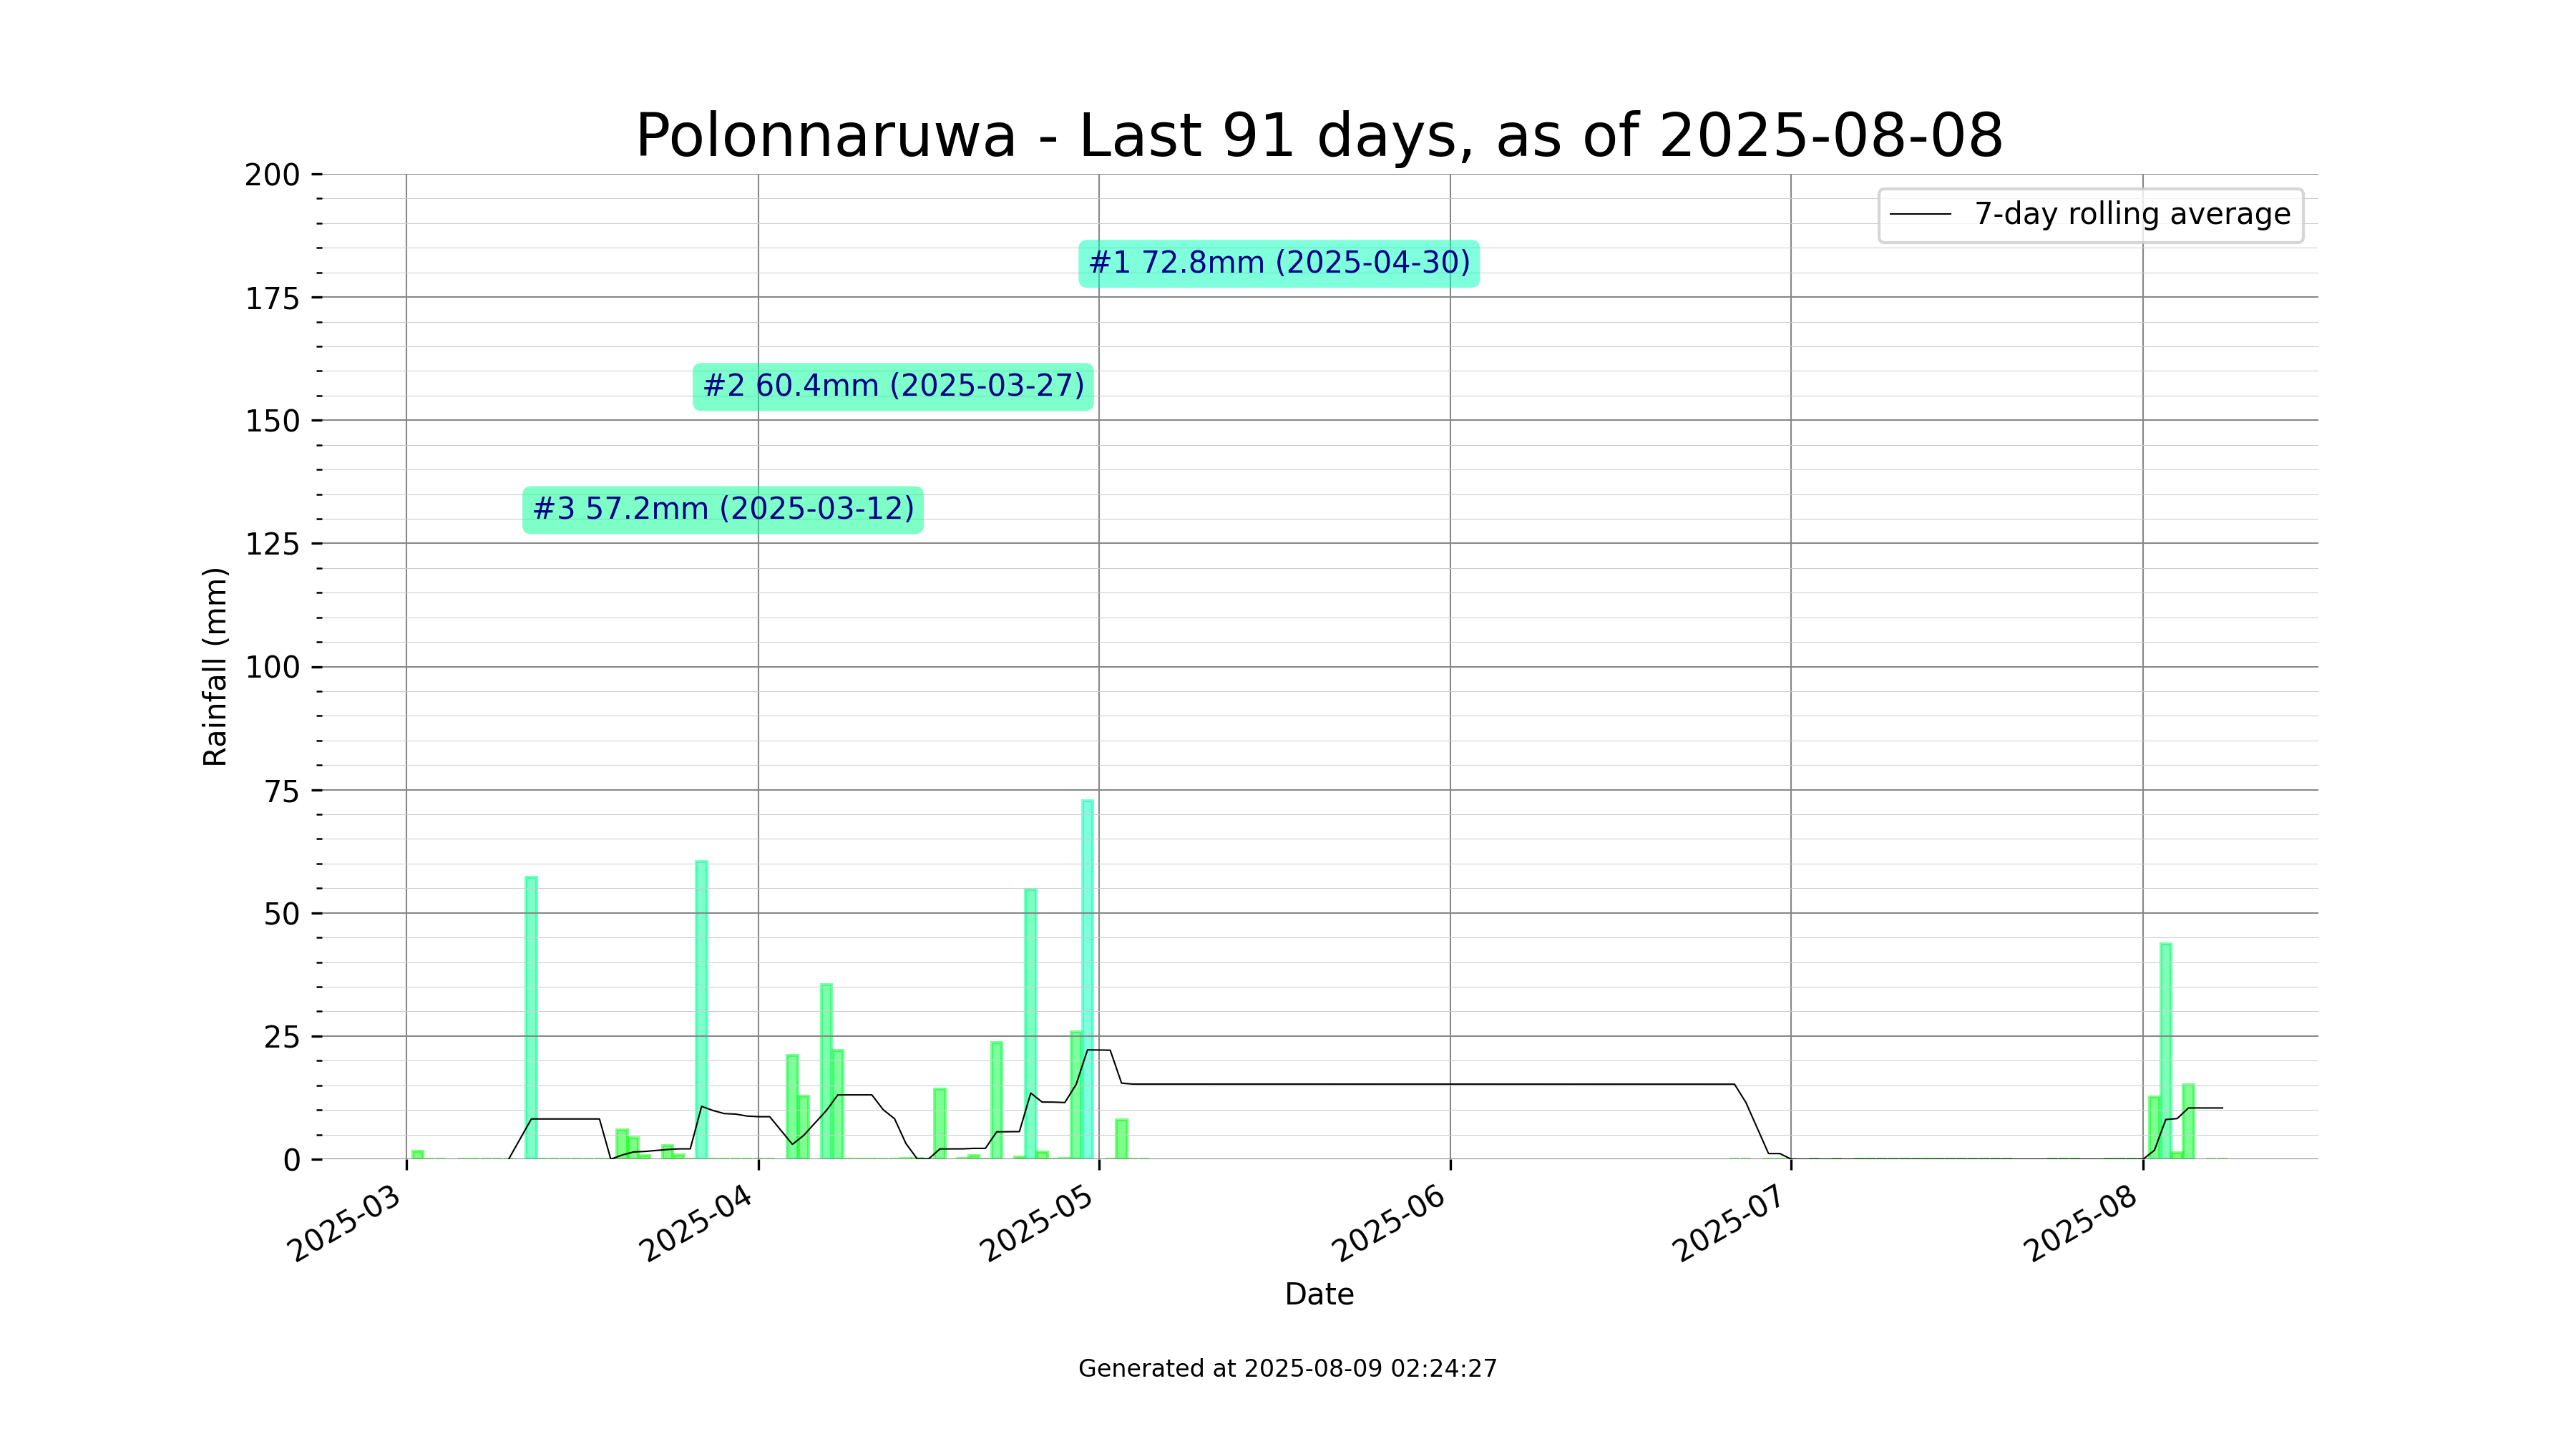 Polonnaruwa - Last 91 days, as of 2025-08-08
7-day rolling average
#1 72.8mm (2025-04-30)
#2 60.4mm (2025-03-27)
#3 57.2mm (2025-03-12)
Rainfall (mm)
200
175
150
125
100
75
50
25
0
2025-03
2025-04
2025-05
2025-06
2025-07
2025-08
Date
Generated at 2025-08-09 02:24:27